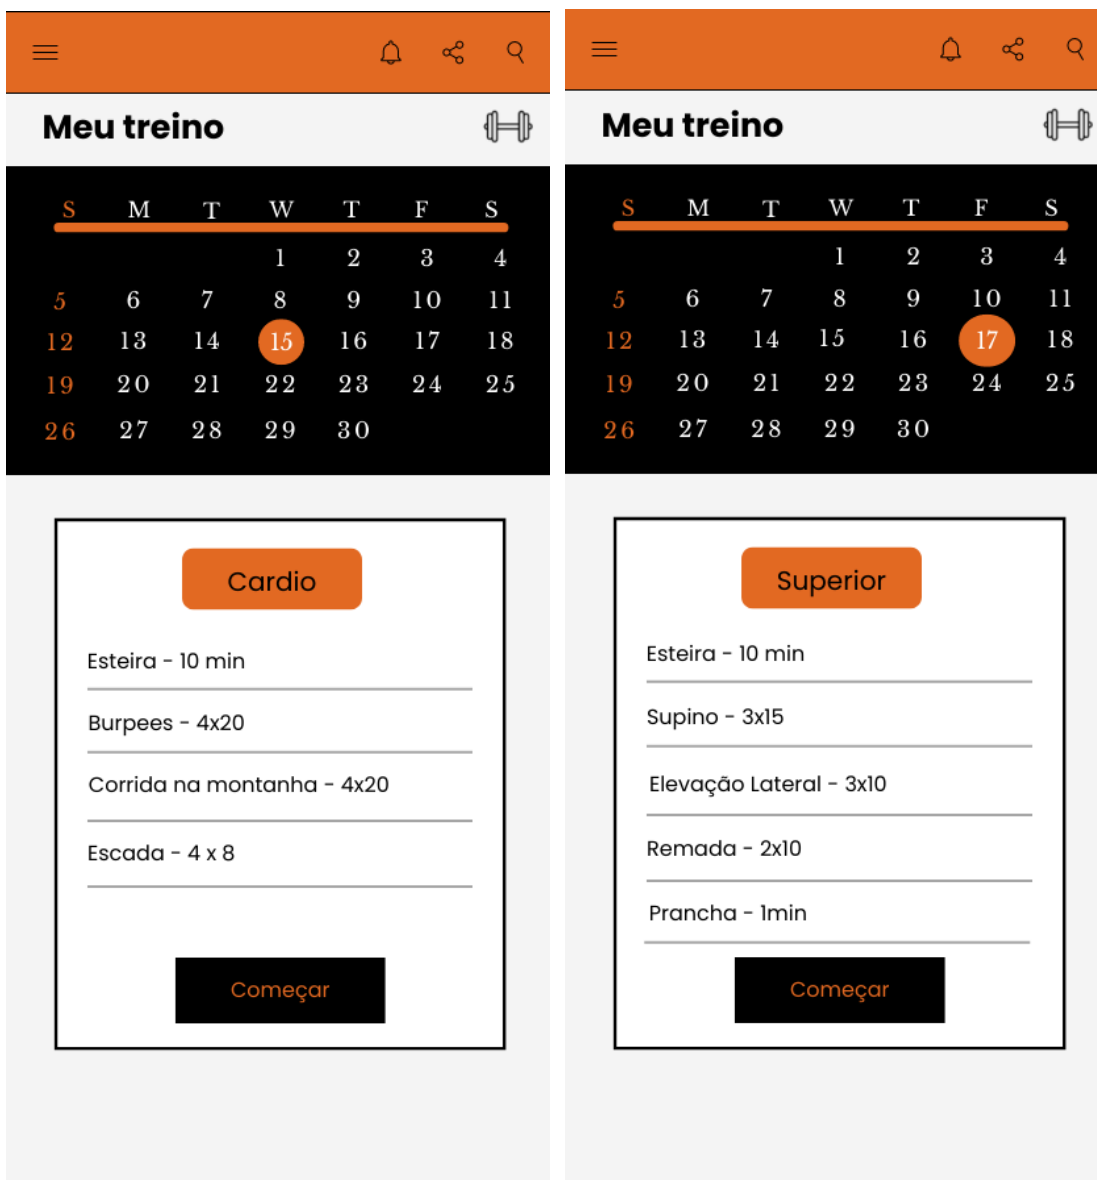 Meu treino
S M T W T F S
1 2 3 4
5 6 7 8 9 10 11
12 13 14 15 16 17 18
19 20 21 22 23 24 25
26 27 28 29 30
Cardio
Esteira - 10 min
Burpees - 4x20
Corrida na montanha - 4x20
Escada - 4 x 8
Começar
Meu treino
S M T W T F S
1 2 3 4
5 6 7 8 9 10 11
12 13 14 15 16 17 18
19 20 21 22 23 24 25
26 27 28 29 30
Superior
Esteira - 10 min
Supino - 3x15
Elevação Lateral - 3x10
Remada - 2x10
Prancha - 1min
Começar